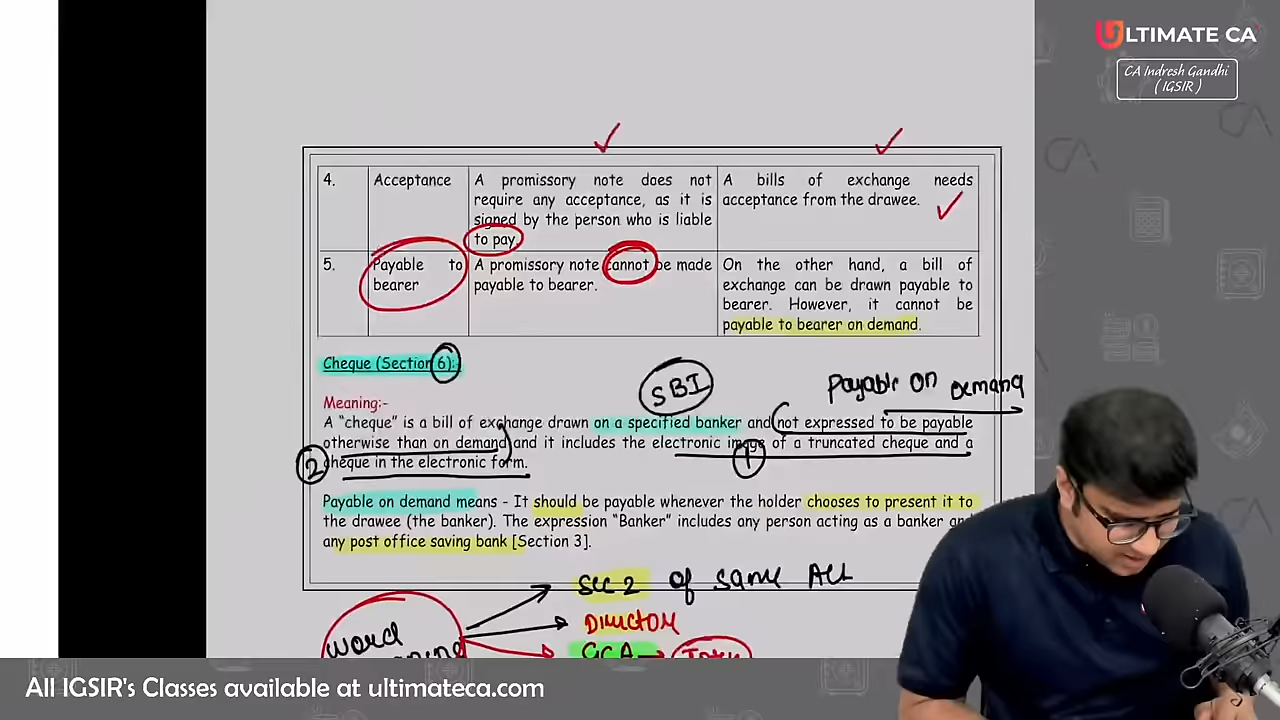 ULTIMATE CA
CA Indresh Gandhi
( IGSIR )
4. Acceptance A promissory note does not require any acceptance, as it is signed by the person who is liable to pay.
A bills of exchange needs acceptance from the drawee.
5. Payable to bearer A promissory note cannot be made payable to bearer.
On the other hand, a bill of exchange can be drawn payable to bearer. However, it cannot be payable to bearer on demand.
Cheque (Section 6):-
SBI
Payable on Demand
Meaning:-
A “cheque” is a bill of exchange drawn on a specified banker and not expressed to be payable
otherwise than on demand and it includes the electronic image of a truncated cheque and a
1
2
cheque in the electronic form.
Payable on demand means - It should be payable whenever the holder chooses to present it to
the drawee (the banker). The expression “Banker” includes any person acting as a banker and
any post office saving bank [Section 3].
Sec 2 of same Act
Word
Director
GCA
All IGSIR's Classes available at ultimateca.com